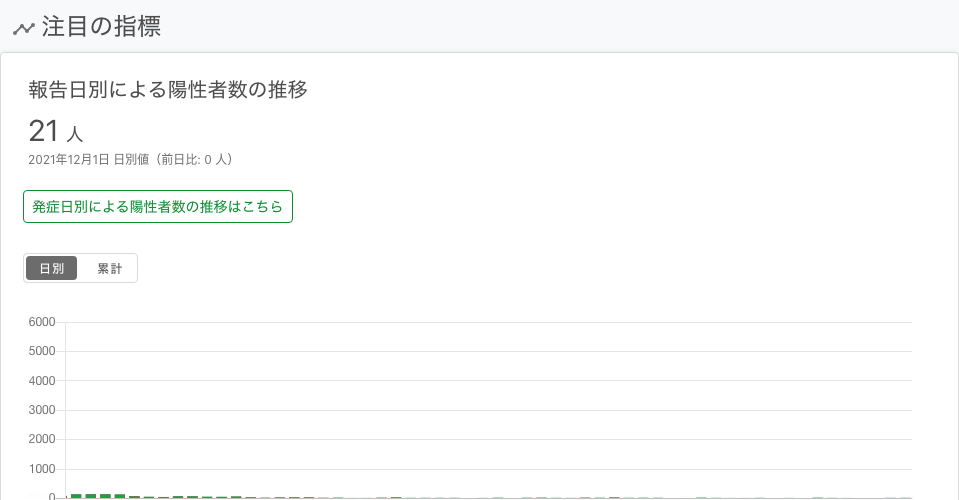 注目の指標
報告日別による陽性者数の推移
21 人
2021年12月1日 日別値（前日比: 0 人）
発症日別による陽性者数の推移はこちら
日別 累計
6000
5000
4000
3000
2000
1000
0